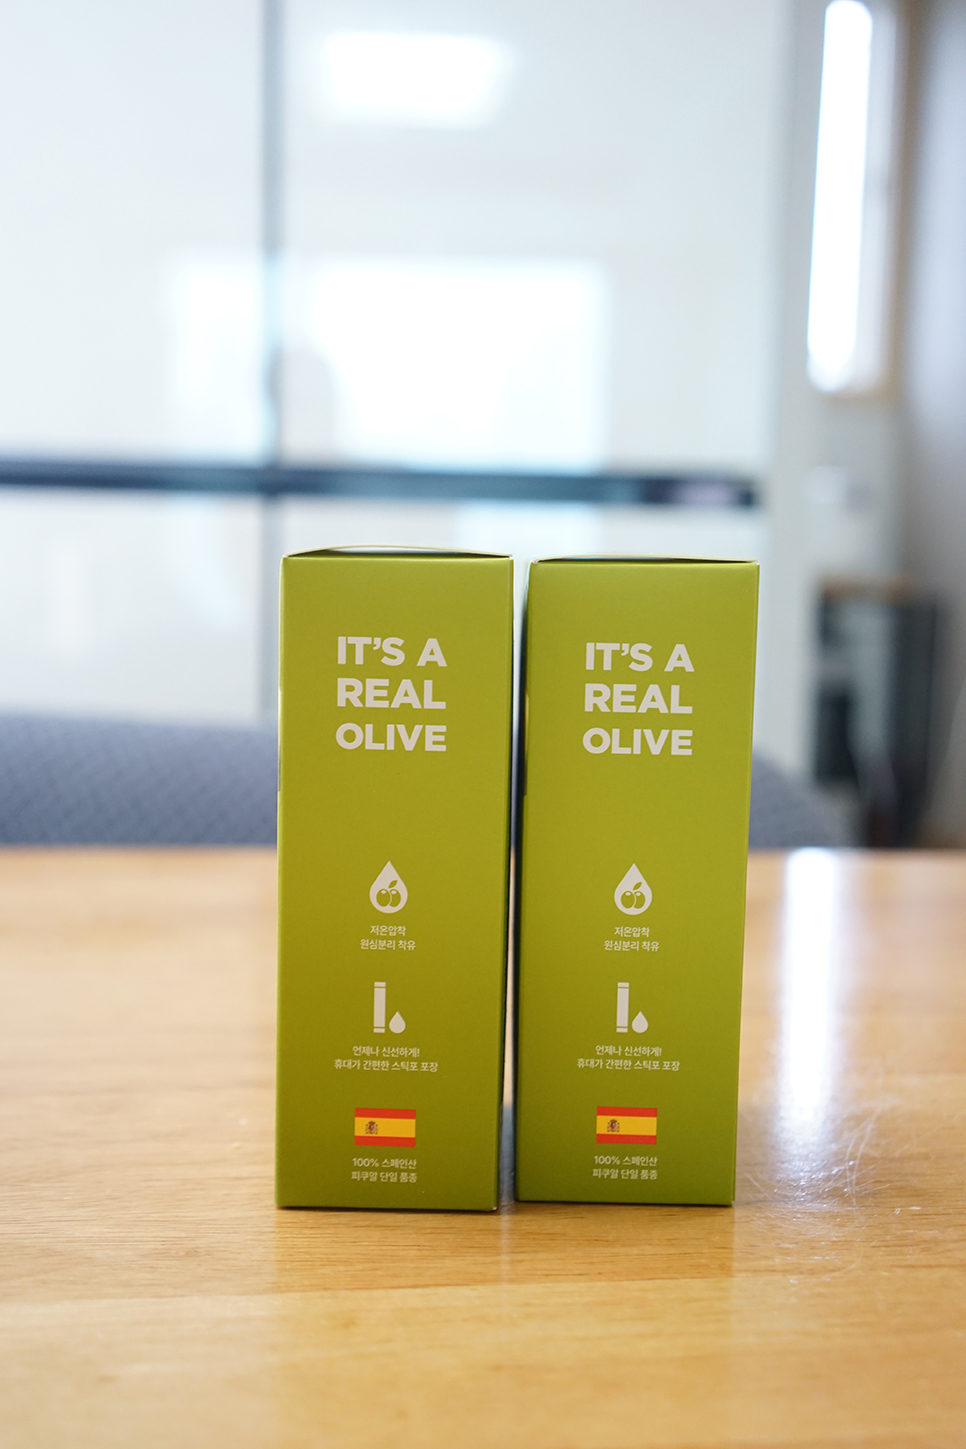 IT'S A
REAL
OLIVE
저온압착
원심분리 착유
언제나 신선하게!
휴대가 간편한 스틱포 포장
100% 스페인산
피쿠알 단일 품종
IT'S A
REAL
OLIVE
저온압착
원심분리 착유
언제나 신선하게!
휴대가 간편한 스틱포 포장
100% 스페인산
피쿠알 단일 품종